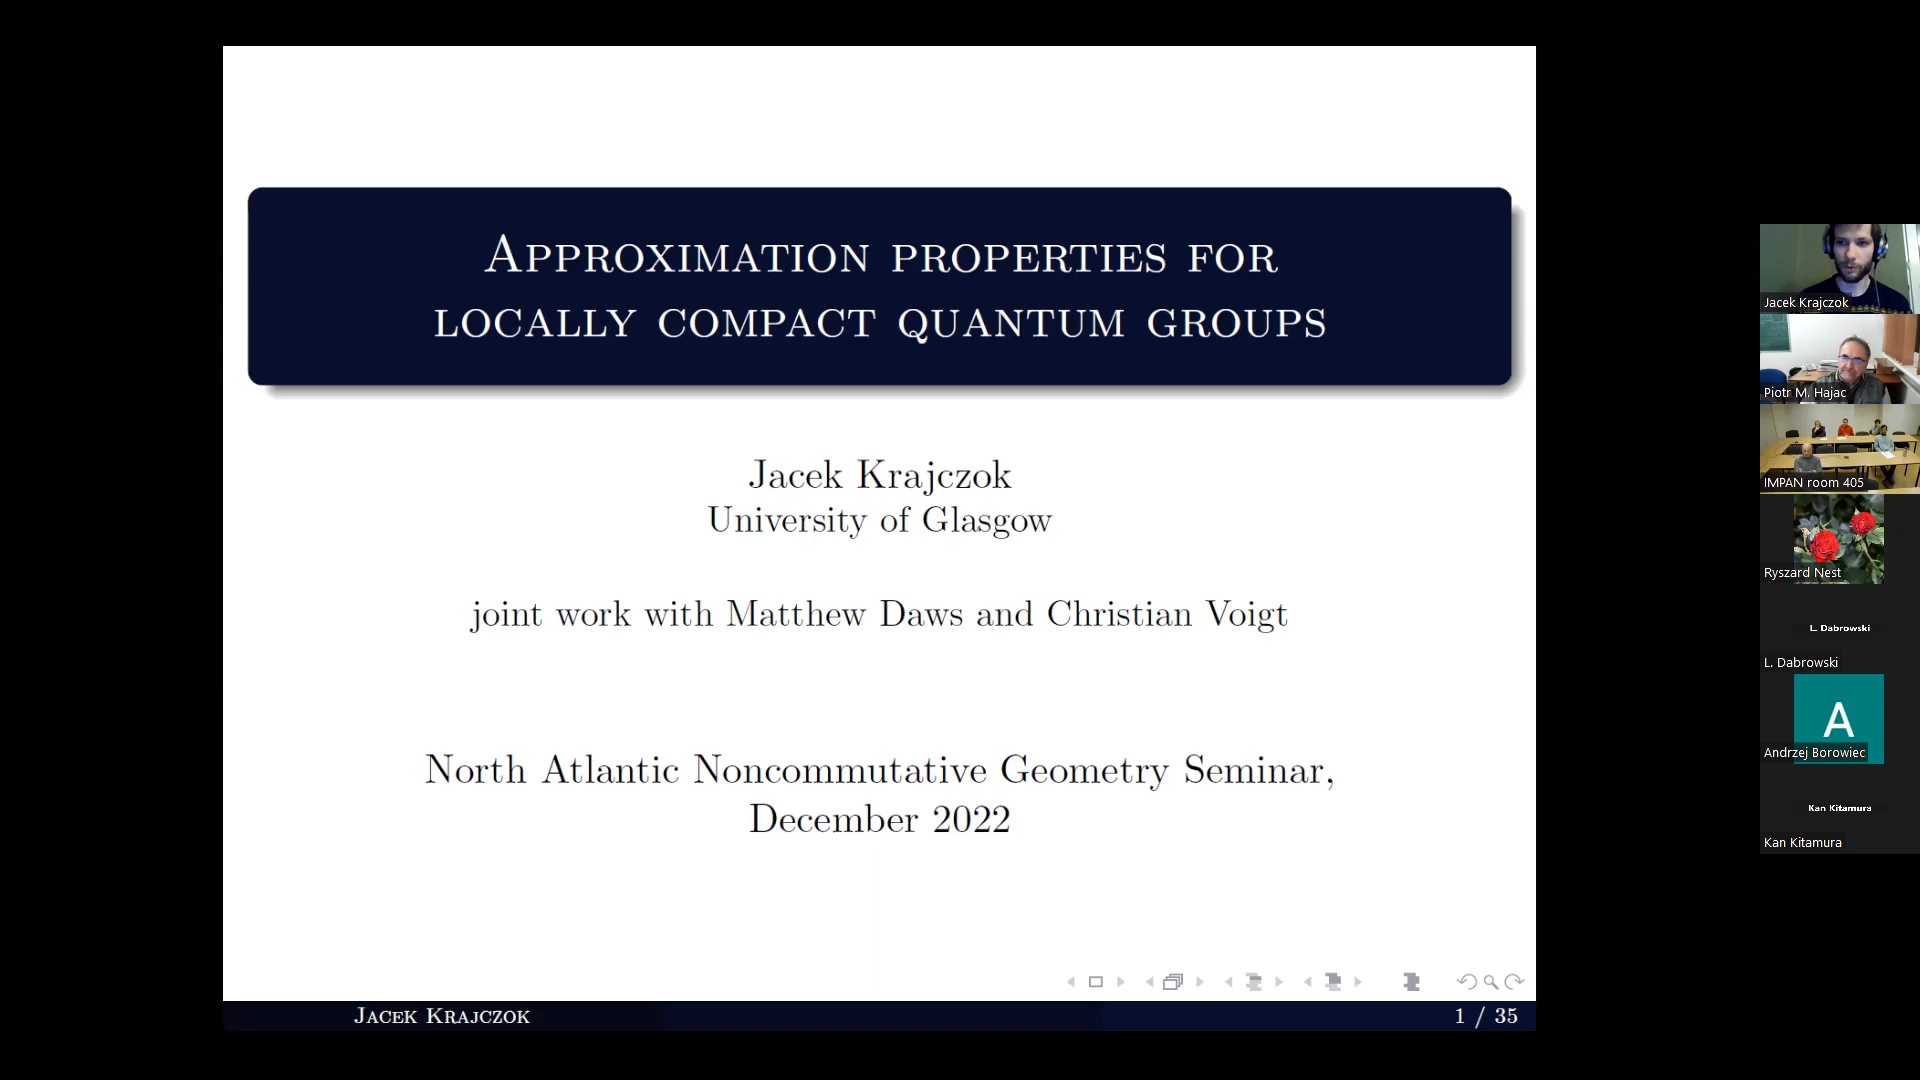 Approximation properties for
locally compact quantum groups
Jacek Krajczok
University of Glasgow
joint work with Matthew Daws and Christian Voigt
North Atlantic Noncommutative Geometry Seminar,
December 2022
Jacek Krajczok
1 / 35
Jacek Krajczok
Piotr M. Hajac
IMPAN room 405
Ryszard Nest
L. Dabrowski
L. Dabrowski
A
Andrzej Borowiec
Kan Kitamura
Kan Kitamura